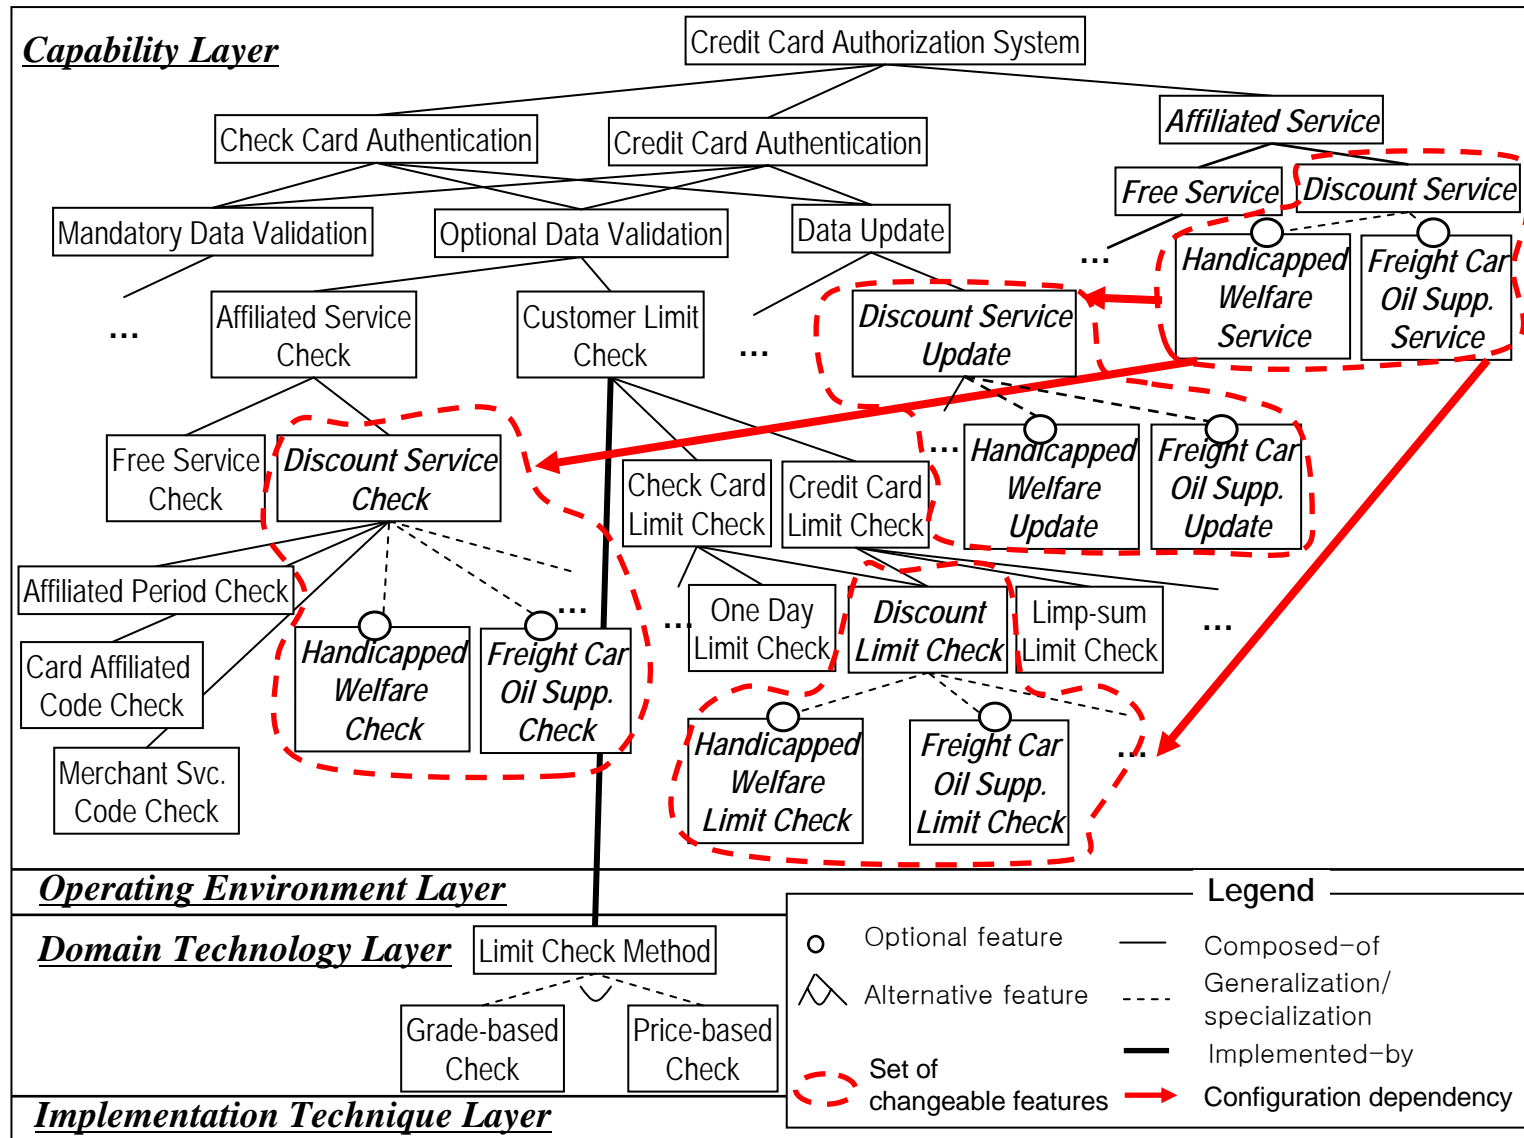 Capability Layer
Credit Card Authorization System
Check Card Authentication
Credit Card Authentication
Affiliated Service
Free Service
Discount Service
Mandatory Data Validation
Optional Data Validation
Data Update
...
Handicapped
Welfare
Service
Freight Car
Oil Supp.
Service
...
Affiliated Service
Check
Customer Limit
Check
...
Discount Service
Update
Free Service
Check
Discount Service
Check
Check Card
Limit Check
Credit Card
Limit Check
...
Handicapped
Welfare
Update
Freight Car
Oil Supp.
Update
Affiliated Period Check
Card Affiliated
Code Check
Merchant Svc.
Code Check
Handicapped
Welfare
Check
Freight Car
Oil Supp.
Check
...
...
One Day
Limit Check
Discount
Limit Check
Limp-sum
Limit Check
...
Handicapped
Welfare
Limit Check
Freight Car
Oil Supp.
Limit Check
...
Operating Environment Layer
Domain Technology Layer
Limit Check Method
Grade-based
Check
Price-based
Check
Implementation Technique Layer
Legend
Optional feature
Alternative feature
Set of
changeable features
Composed-of
Generalization/
specialization
Implemented-by
Configuration dependency